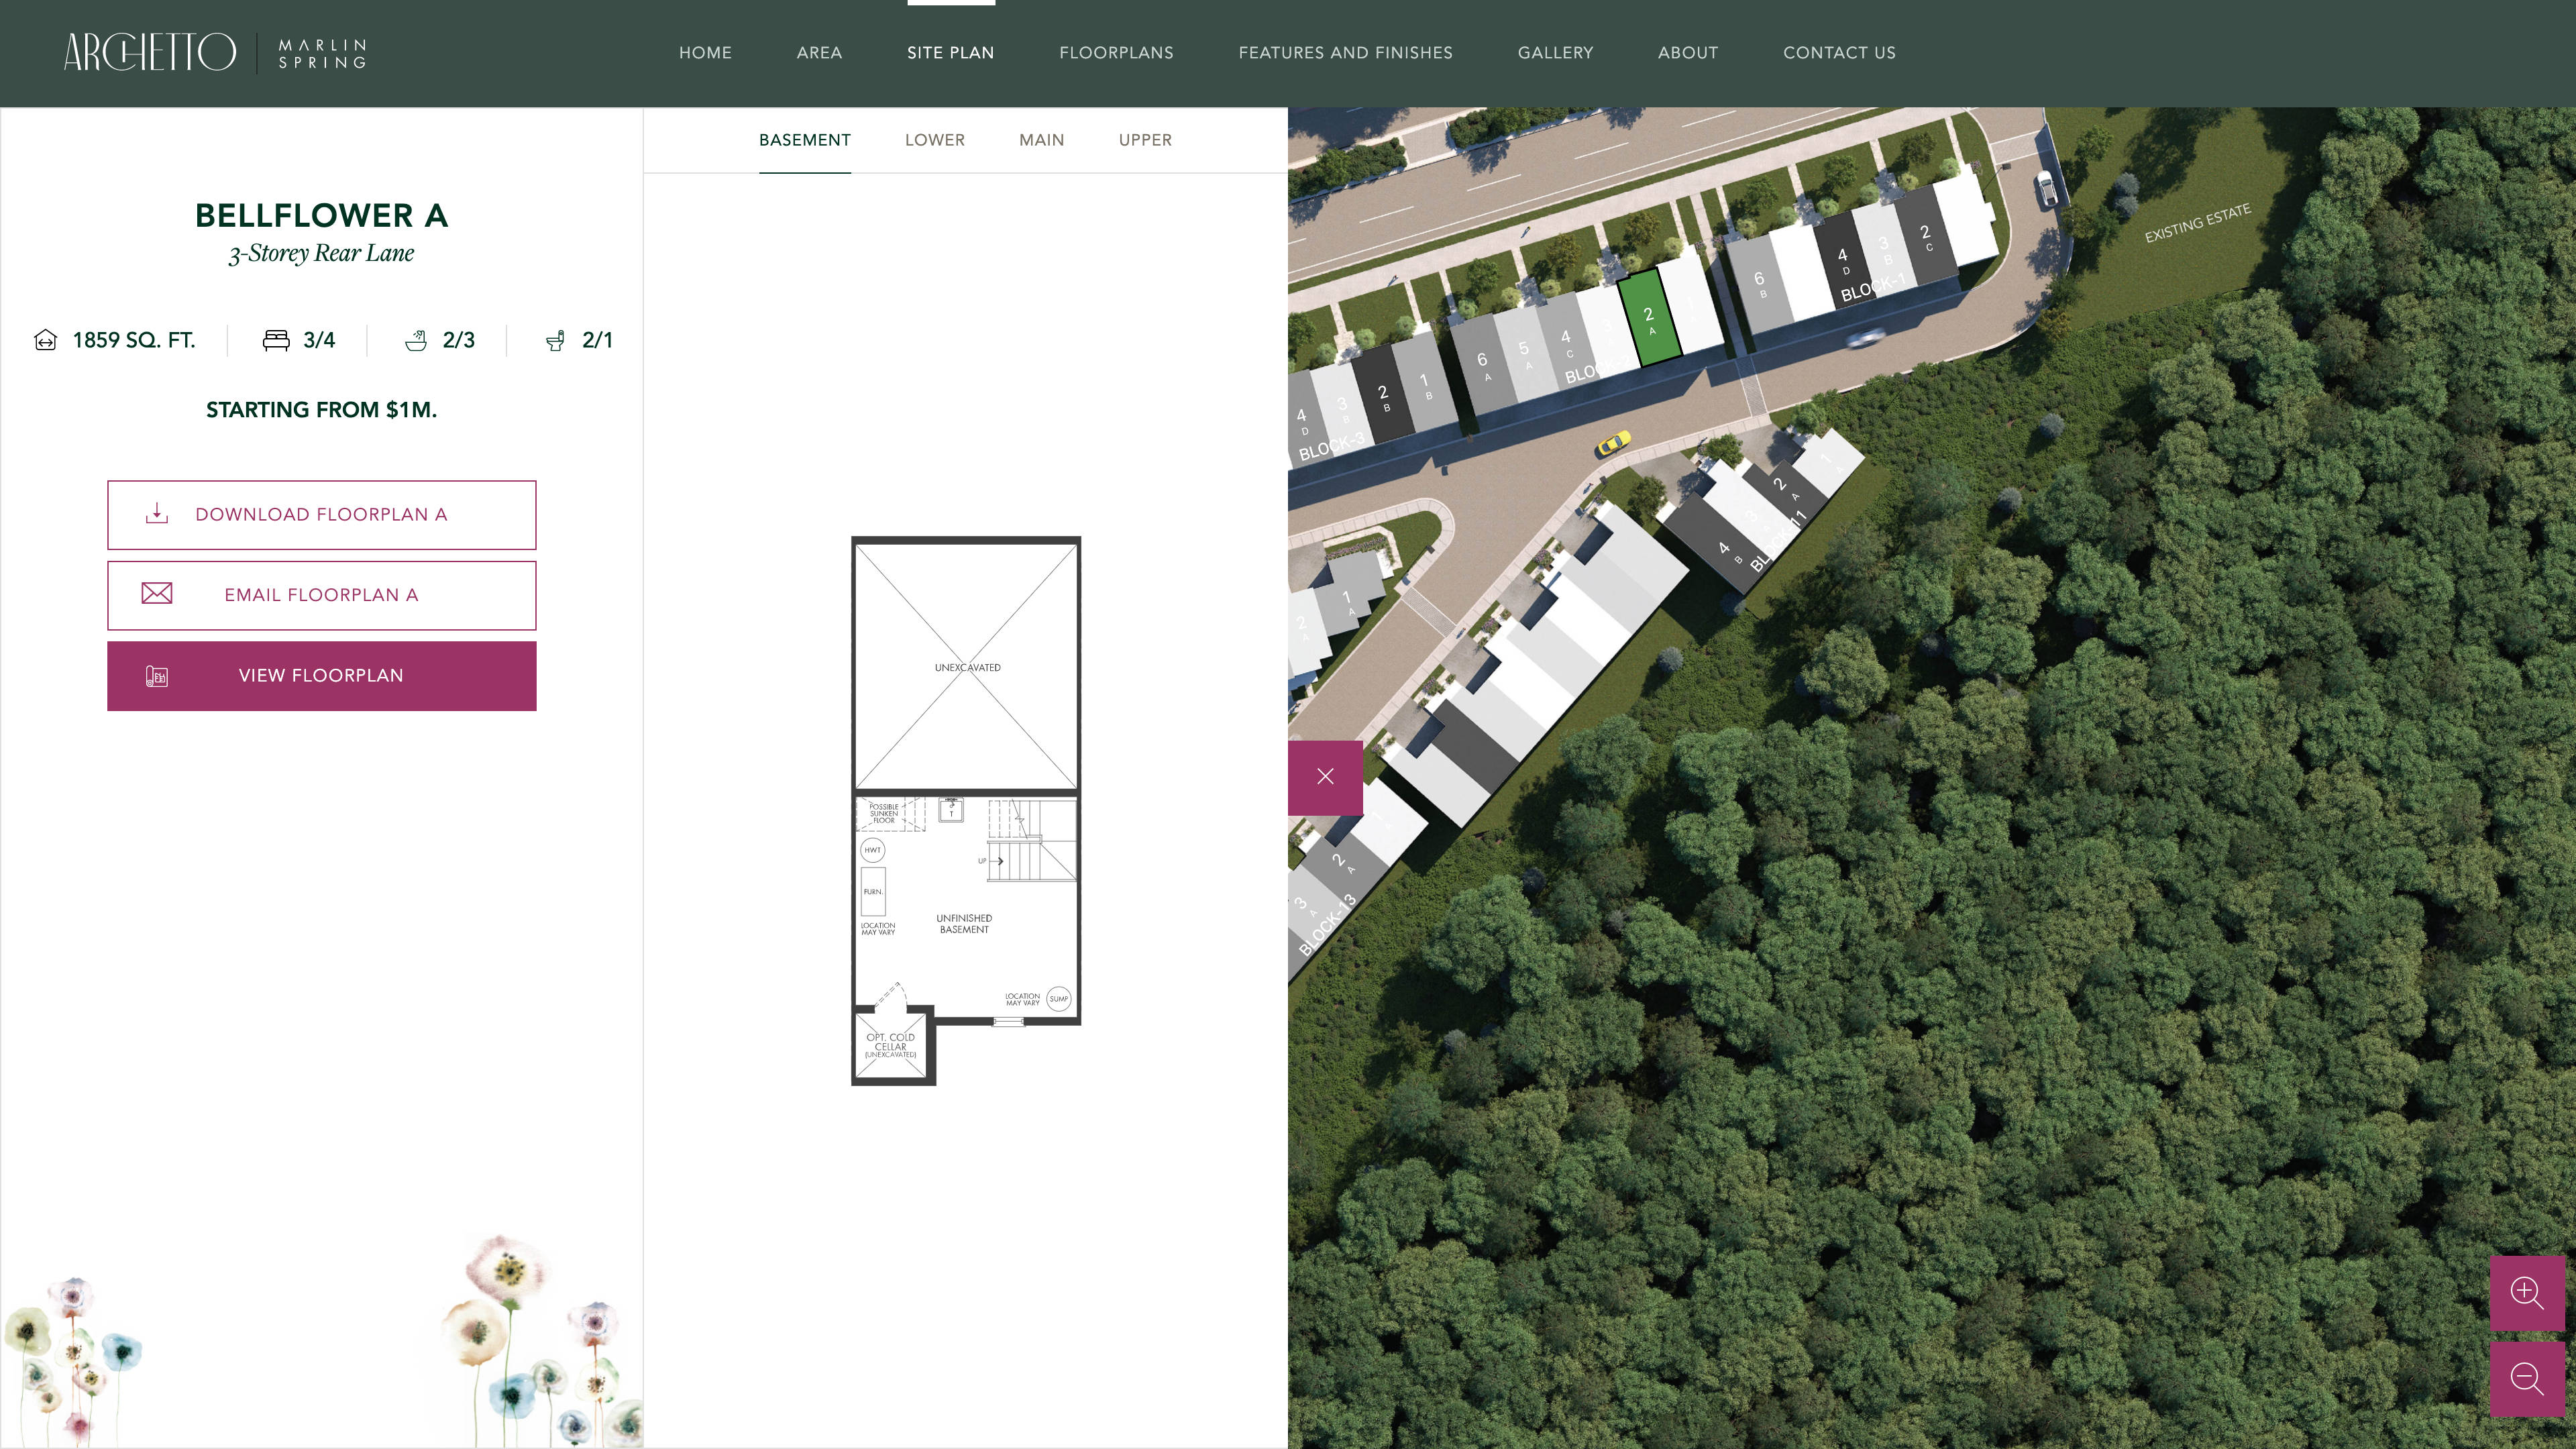 ARCHETTO
MARLIN
SPRING
HOME
AREA
SITE PLAN
FLOORPLANS
FEATURES AND FINISHES
GALLERY
ABOUT
CONTACT US
BELLFLOWER A
3-Storey Rear Lane
1859 SQ. FT.
3/4
2/3
2/1
STARTING FROM $1M.
DOWNLOAD FLOORPLAN A
EMAIL FLOORPLAN A
VIEW FLOORPLAN
BASEMENT
LOWER
MAIN
UPPER
UNEXCAVATED
POSSIBLE
SUNKEN
FLOOR
T
HWT
UP
FURN.
LOCATION
MAY VARY
UNFINISHED
BASEMENT
LOCATION
MAY VARY
SUMP
OPT. COLD
CELLAR
(UNEXCAVATED)
EXISTING ESTATE
6
B
4
D
3
B
2
C
BLOCK-1
6
A
5
A
4
C
2
A
4
D
3
B
2
B
1
B
BLOCK-3
1
A
2
A
3
4
B
1
A
2
A
2
A
3
A
BLOCK-13